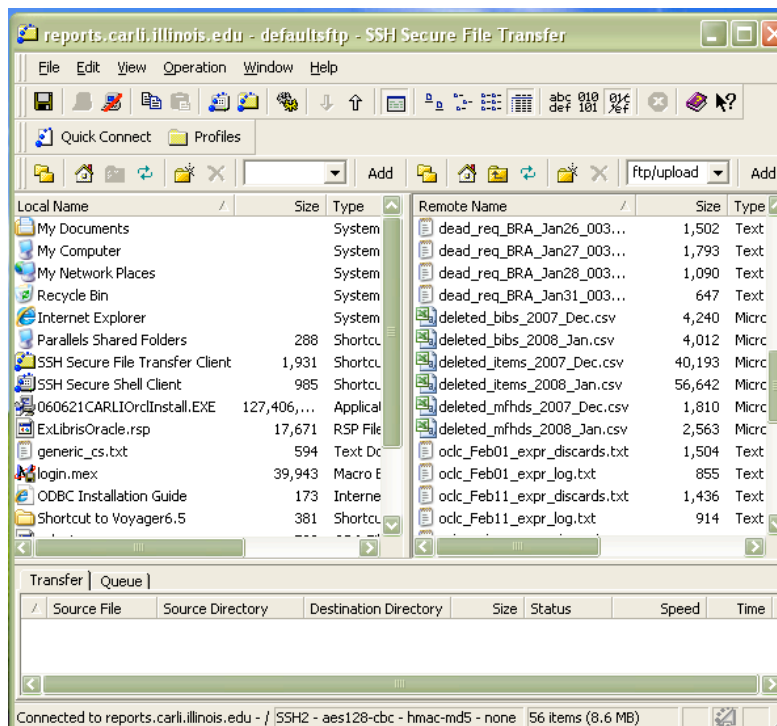 reports.carli.illinois.edu - defaultsftp - SSH Secure File Transfer
File Edit View Operation Window Help
abc def 010 101
Quick Connect Profiles
Add ftp/upload Add
Local Name / Size Type Remote Name / Size Type
My Documents System dead_req_BRA_Jan26_003... 1,502 Text
My Computer System dead_req_BRA_Jan27_003... 1,793 Text
My Network Places System dead_req_BRA_Jan28_003... 1,090 Text
Recycle Bin System dead_req_BRA_Jan31_003... 647 Text
Internet Explorer System deleted_bibs_2007_Dec.csv 4,240 Micrc
Parallels Shared Folders 288 Shortcu deleted_bibs_2008_Jan.csv 4,012 Micrc
SSH Secure File Transfer Client 1,931 Shortcu deleted_items_2007_Dec.csv 40,193 Micrc
SSH Secure Shell Client 985 Shortcu deleted_items_2008_Jan.csv 56,642 Micrc
060621CARLIOrclInstall.EXE 127,406,... Applicat deleted_mfhds_2007_Dec.csv 1,810 Micrc
ExLibrisOracle.rsp 17,671 RSP File deleted_mfhds_2008_Jan.csv 2,563 Micrc
generic_cs.txt 594 Text Dc oclc_Feb01_expr_discards.txt 1,504 Text
login.mex 39,943 Macro E oclc_Feb01_expr_log.txt 855 Text
ODBC Installation Guide 173 Interne oclc_Feb11_expr_discards.txt 1,436 Text
Shortcut to Voyager6.5 381 Shortcu oclc_Feb11_expr_log.txt 914 Text
Transfer Queue
/ Source File Source Directory Destination Directory Size Status Speed Time
Connected to reports.carli.illinois.edu - / SSH2 - aes128-cbc - hmac-md5 - none 56 items (8.6 MB)